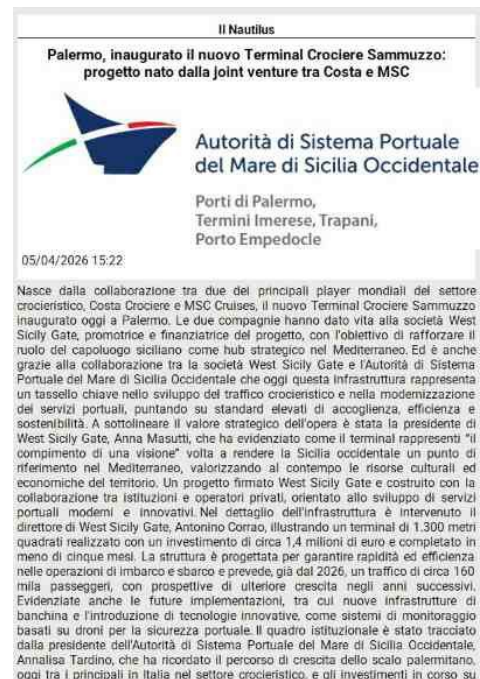 Il Nautilus
Palermo, inaugurato il nuovo Terminal Crociere Sammuzzo:
progetto nato dalla joint venture tra Costa e MSC
Autorità di Sistema Portuale
del Mare di Sicilia Occidentale
Porti di Palermo,
Termini Imerese, Trapani,
Porto Empedocle
05/04/2026 15:22
Nasce dalla collaborazione tra due dei principali player mondiali del settore
crocieristico, Costa Crociere e MSC Cruises, il nuovo Terminal Crociere Sammuzzo
inaugurato oggi a Palermo. Le due compagnie hanno dato vita alla società West
Sicily Gate, promotrice e finanziatrice del progetto, con l'obiettivo di rafforzare il
ruolo del capoluogo siciliano come hub strategico nel Mediterraneo. Ed è anche
grazie alla collaborazione tra la società West Sicily Gate e l'Autorità di Sistema
Portuale del Mare di Sicilia Occidentale che oggi questa infrastruttura rappresenta
un tassello chiave nello sviluppo del traffico crocieristico e nella modernizzazione
dei servizi portuali, puntando su standard elevati di accoglienza, efficienza e
sostenibilità. A sottolineare il valore strategico dell'opera è stata la presidente di
West Sicily Gate, Anna Masutti, che ha evidenziato come il terminal rappresenti "il
compimento di una visione" volta a rendere la Sicilia occidentale un punto di
riferimento nel Mediterraneo, valorizzando al contempo le risorse culturali ed
economiche del territorio. Un progetto firmato West Sicily Gate e costruito con la
collaborazione tra istituzioni e operatori privati, orientato allo sviluppo di servizi
portuali moderni e innovativi. Nel dettaglio dell'infrastruttura è intervenuto il
direttore di West Sicily Gate, Antonino Corrao, illustrando un terminal di 1.300 metri
quadrati realizzato con un investimento di circa 1,4 milioni di euro e completato in
meno di cinque mesi. La struttura è progettata per garantire rapidità ed efficienza
nelle operazioni di imbarco e sbarco e prevede, già dal 2026, un traffico di circa 160
mila passeggeri, con prospettive di ulteriore crescita negli anni successivi.
Evidenziate anche le future implementazioni, tra cui nuove infrastrutture di
banchina e l'introduzione di tecnologie innovative, come sistemi di monitoraggio
basati su droni per la sicurezza portuale. Il quadro istituzionale è stato tracciato
dalla presidente dell'Autorità di Sistema Portuale del Mare di Sicilia Occidentale,
Annalisa Tardino, che ha ricordato il percorso di crescita dello scalo palermitano,
oggi tra i principali in Italia nel settore crocieristico, e gli investimenti in corso su